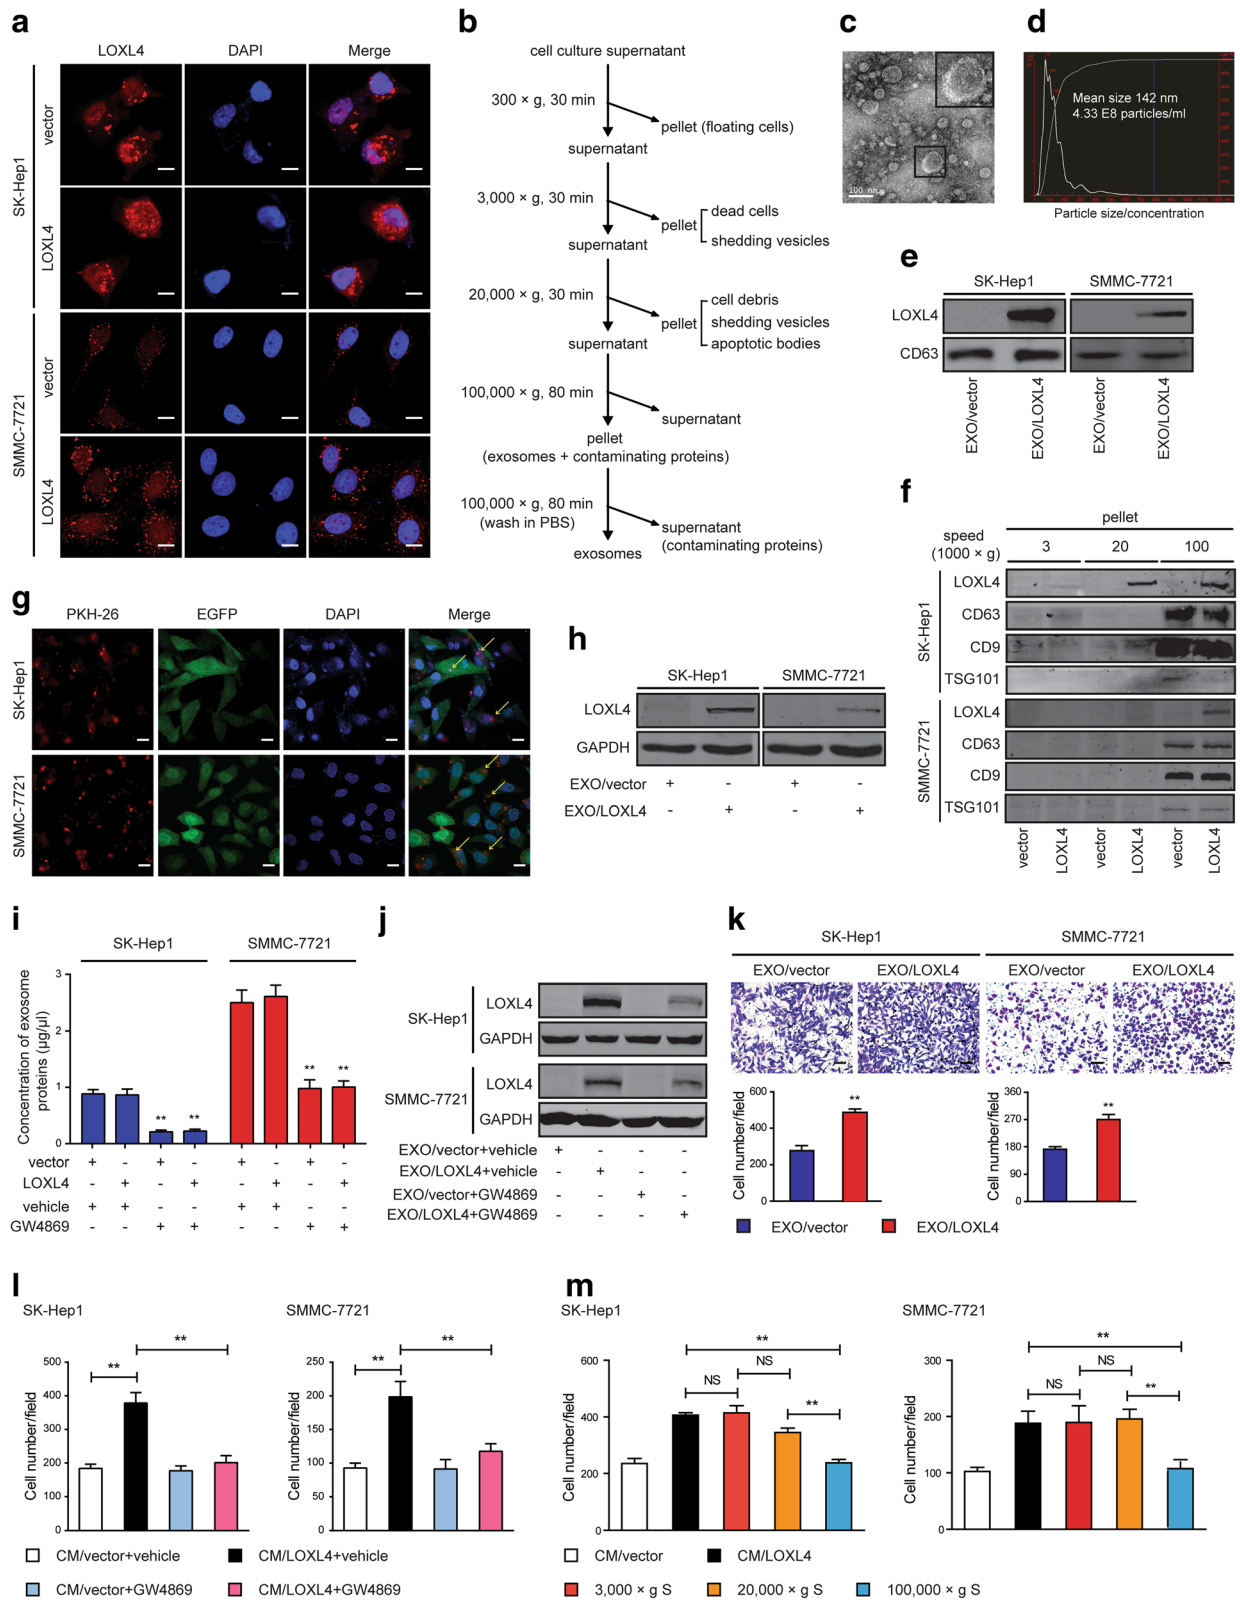 a
LOXL4 DAPI Merge
SK-Hep1
vector
LOXL4
SMMC-7721
vector
LOXL4
b
cell culture supernatant
300 × g, 30 min
pellet (floating cells)
supernatant
3,000 × g, 30 min
pellet
dead cells
shedding vesicles
supernatant
20,000 × g, 30 min
pellet
cell debris
shedding vesicles
apoptotic bodies
supernatant
100,000 × g, 80 min
supernatant
pellet
(exosomes + contaminating proteins)
100,000 × g, 80 min
(wash in PBS)
supernatant
(contaminating proteins)
exosomes
c
100 nm
d
Mean size 142 nm
4.33 E8 particles/ml
Particle size/concentration
e
SK-Hep1 SMMC-7721
LOXL4
CD63
EXO/vector
EXO/LOXL4
EXO/vector
EXO/LOXL4
f
pellet
speed
(1000 × g)
3 20 100
SK-Hep1
LOXL4
CD63
CD9
TSG101
SMMC-7721
LOXL4
CD63
CD9
TSG101
vector
LOXL4
vector
LOXL4
vector
LOXL4
g
PKH-26 EGFP DAPI Merge
SK-Hep1
SMMC-7721
h
SK-Hep1 SMMC-7721
LOXL4
GAPDH
EXO/vector + - + -
EXO/LOXL4 - + - +
i
SK-Hep1 SMMC-7721
Concentration of exosome
proteins (µg/µl)
3
2
1
0
** ** ** **
vector + - + - + - + -
LOXL4 - + - + - + - +
vehicle + + - - + + - -
GW4869 - - + + - - + +
j
SK-Hep1
LOXL4
GAPDH
SMMC-7721
LOXL4
GAPDH
EXO/vector+vehicle + - - -
EXO/LOXL4+vehicle - + - -
EXO/vector+GW4869 - - + -
EXO/LOXL4+GW4869 - - - +
k
SK-Hep1 SMMC-7721
EXO/vector EXO/LOXL4 EXO/vector EXO/LOXL4
Cell number/field
600
400
200
0
**
Cell number/field
360
270
180
90
0
**
EXO/vector EXO/LOXL4
l
SK-Hep1
Cell number/field
500
400
300
200
100
0
** **
SMMC-7721
Cell number/field
250
200
150
100
50
0
** **
CM/vector+vehicle CM/LOXL4+vehicle
CM/vector+GW4869 CM/LOXL4+GW4869
m
SK-Hep1
Cell number/field
600
400
200
0
**
NS
NS
**
SMMC-7721
Cell number/field
300
200
100
0
**
NS
NS
**
CM/vector CM/LOXL4
3,000 × g S 20,000 × g S 100,000 × g S